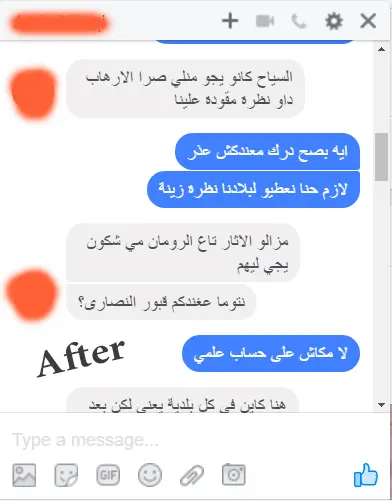 السياح كانو يجو منلي صرا الارهاب
داو نظرة مقودة علينا
ايه بصح درك معندكش عذر
لازم حنا نعطيو لبلادنا نظرة زينة
مزالو الاثار تاع الرومان مي شكون
يجي ليهم
نتوما عغندكم قبور النصارى؟
After
لا مكاش على حساب علمي
هنا كاين في كل بلدية يعني لكن بعد
Type a message...
GIF